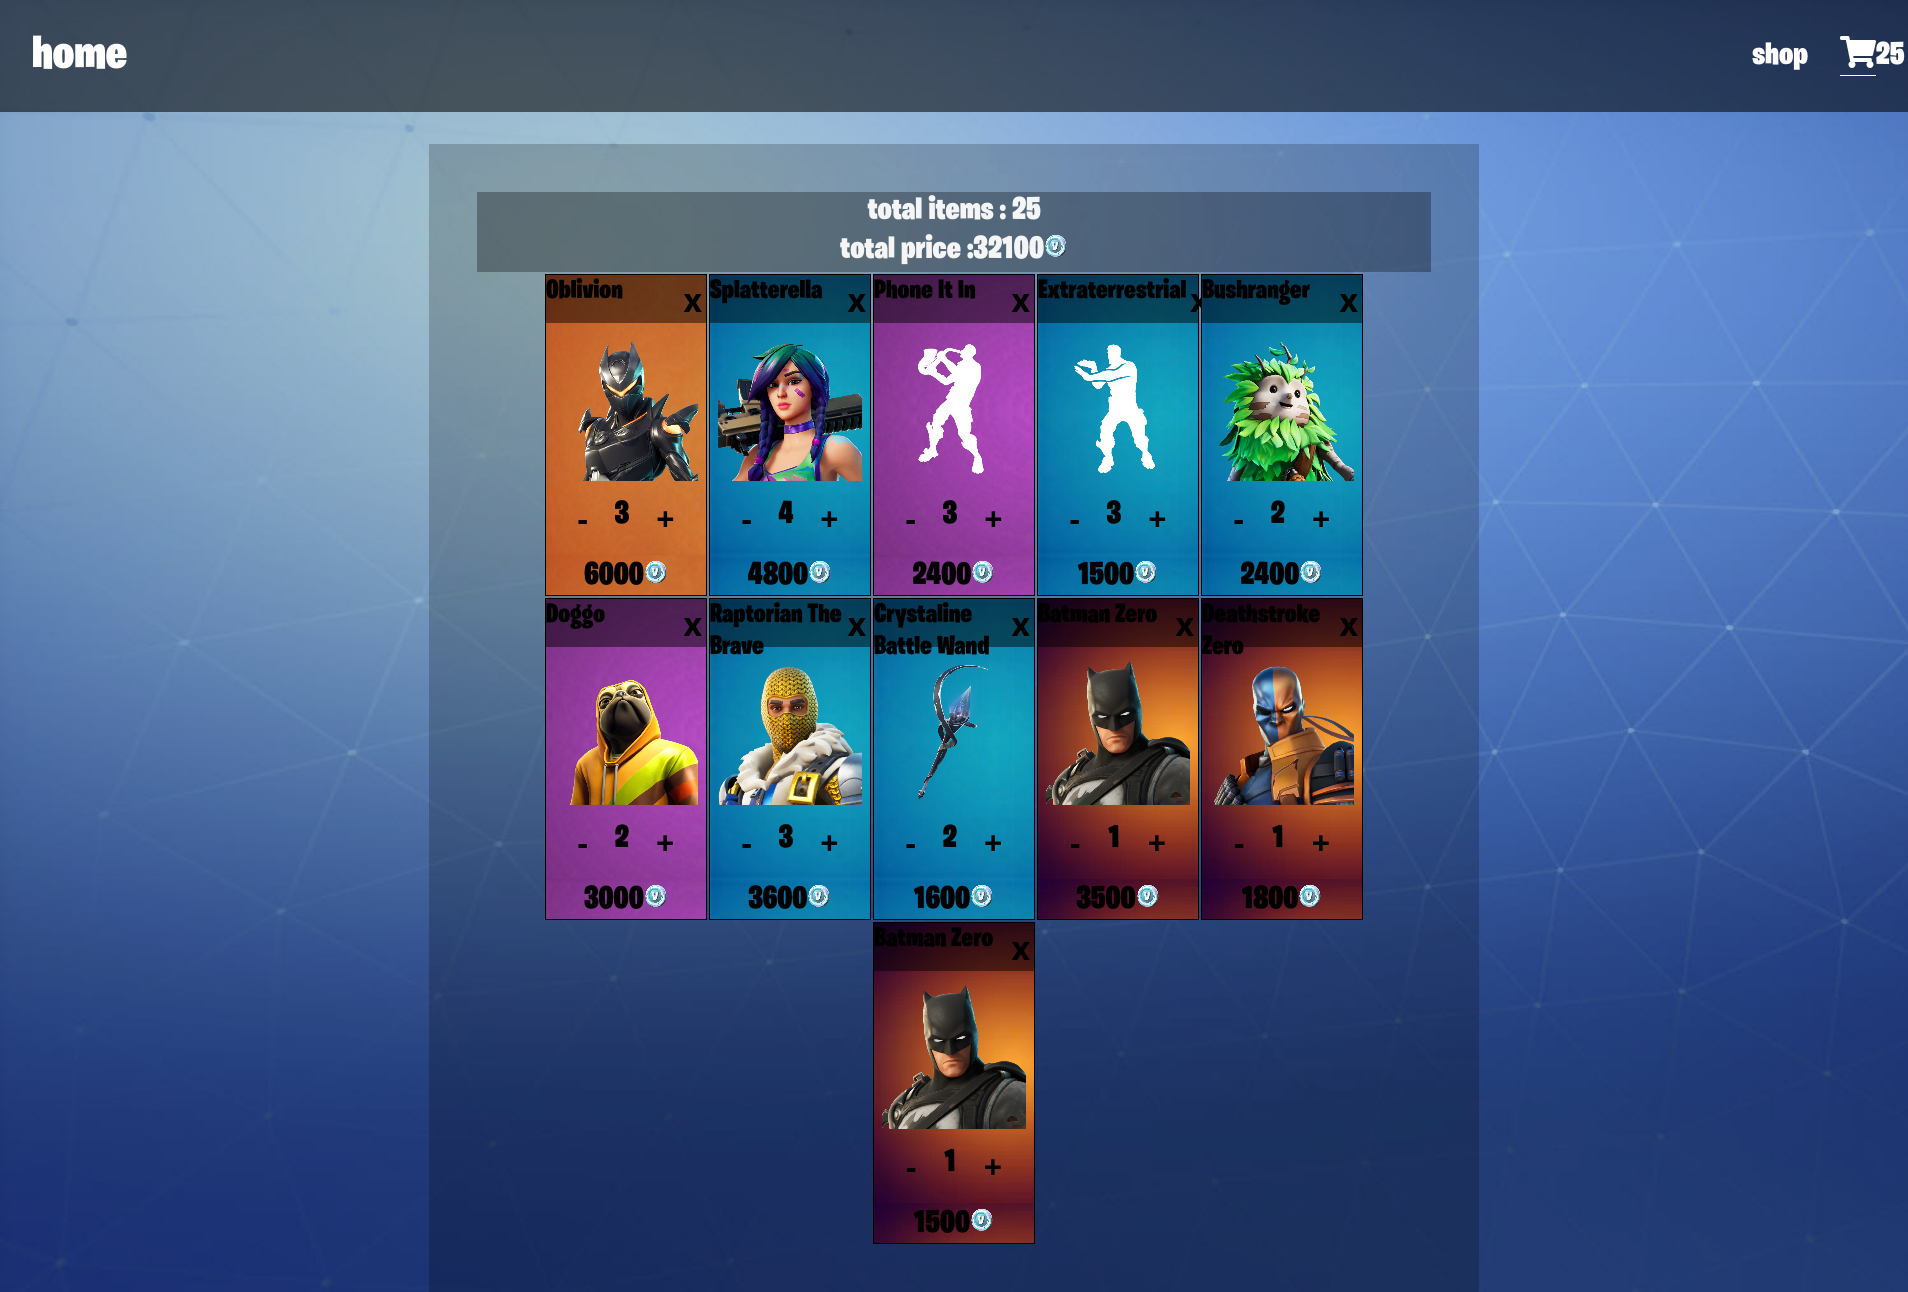 home
shop 25
total items : 25
total price :32100
Oblivion X
Splatterella X
Phone It In X
Extraterrestrial X
Bushranger X
- 3 +
- 4 +
- 3 +
- 3 +
- 2 +
6000
4800
2400
1500
2400
Doggo X
Raptorian The X
Brave
Crystaline X
Battle Wand
Batman Zero X
Deathstroke X
Zero
- 2 +
- 3 +
- 2 +
- 1 +
- 1 +
3000
3600
1600
3500
1800
Batman Zero X
- 1 +
1500